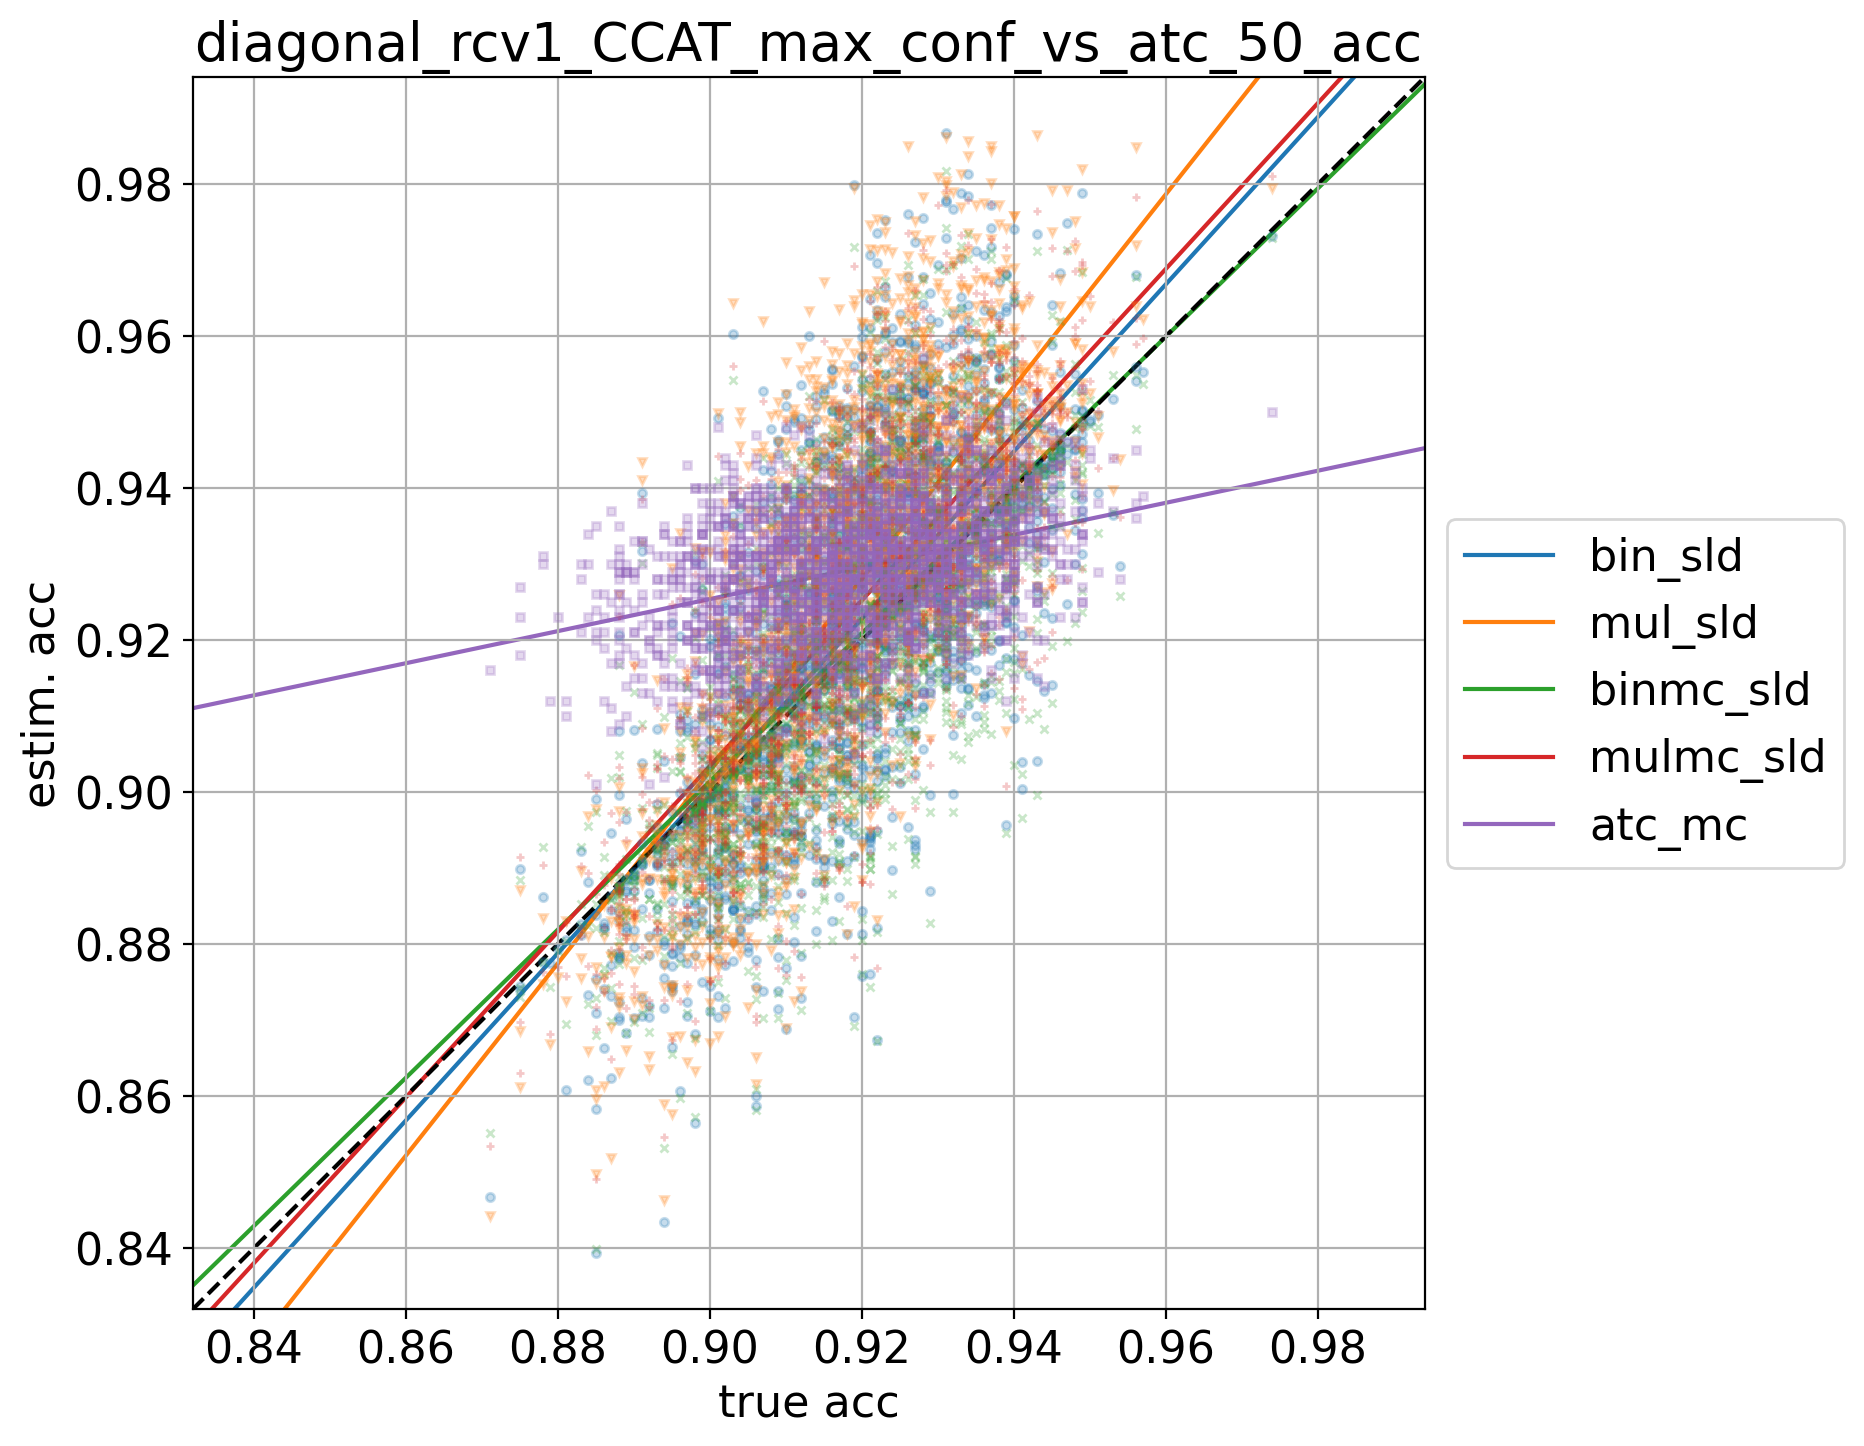 diagonal_rcv1_CCAT_max_conf_vs_atc_50_acc
0.98
0.96
0.94
0.92
0.90
0.88
0.86
0.84
estim. acc
0.84 0.86 0.88 0.90 0.92 0.94 0.96 0.98
true acc
bin_sld
mul_sld
binmc_sld
mulmc_sld
atc_mc